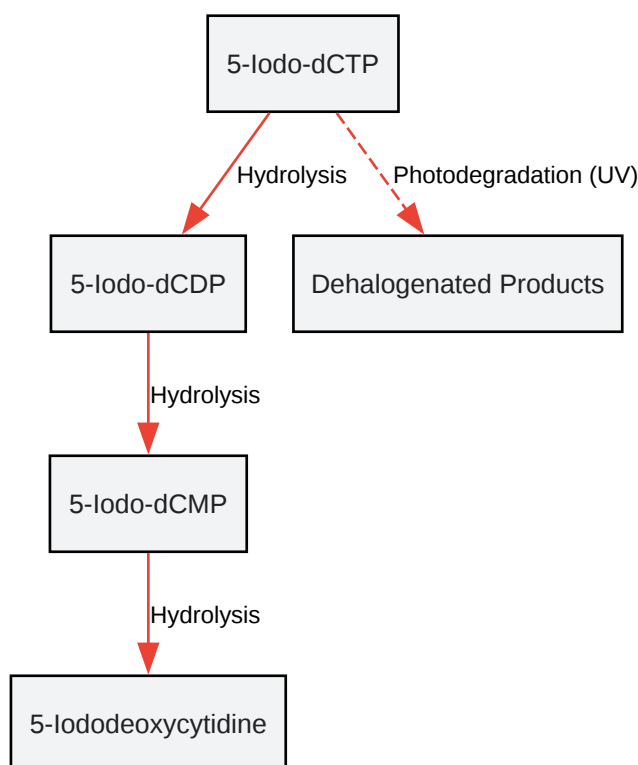 5-Iodo-dCTP
Hydrolysis
Photodegradation (UV)
5-Iodo-dCDP
Dehalogenated Products
Hydrolysis
5-Iodo-dCMP
Hydrolysis
5-Iododeoxycytidine